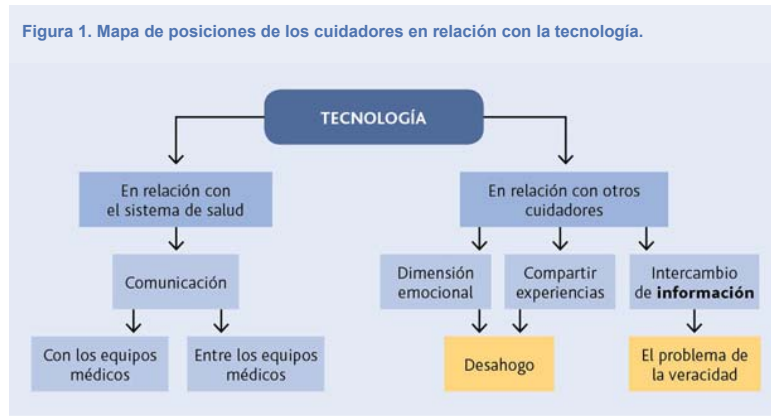 Figura 1. Mapa de posiciones de los cuidadores en relación con la tecnología.
TECNOLOGÍA
En relación con
el sistema de salud
En relación con otros
cuidadores
Comunicación
Dimensión
emocional
Compartir
experiencias
Intercambio
de información
Con los equipos
médicos
Entre los equipos
médicos
Desahogo
El problema de
la veracidad